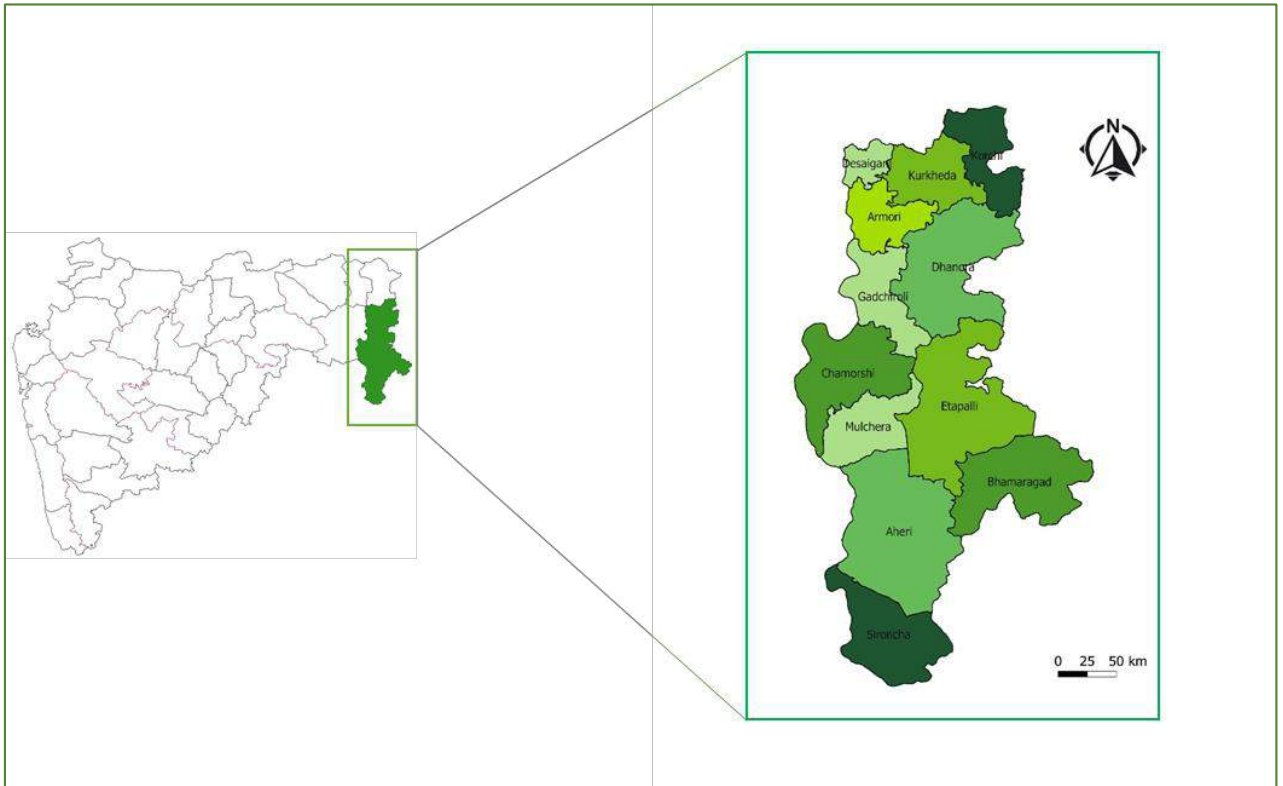 N
Korchi
Desaiganj
Kurkheda
Armori
Dhanora
Gadchiroli
Chamorshi
Etapalli
Mulchera
Bhamaragad
Aheri
Sironcha
0 25 50 km